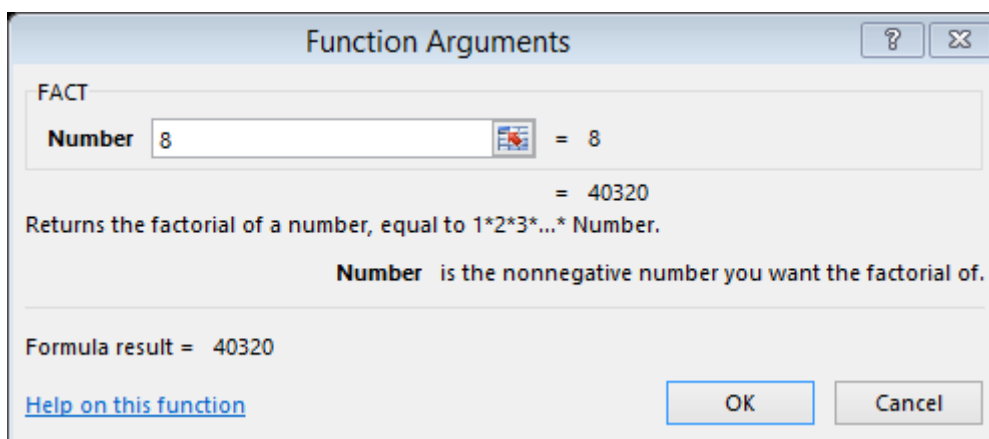 Function Arguments
FACT
Number 8 = 8
= 40320
Returns the factorial of a number, equal to 1*2*3*...* Number.
Number is the nonnegative number you want the factorial of.
Formula result = 40320
Help on this function OK Cancel